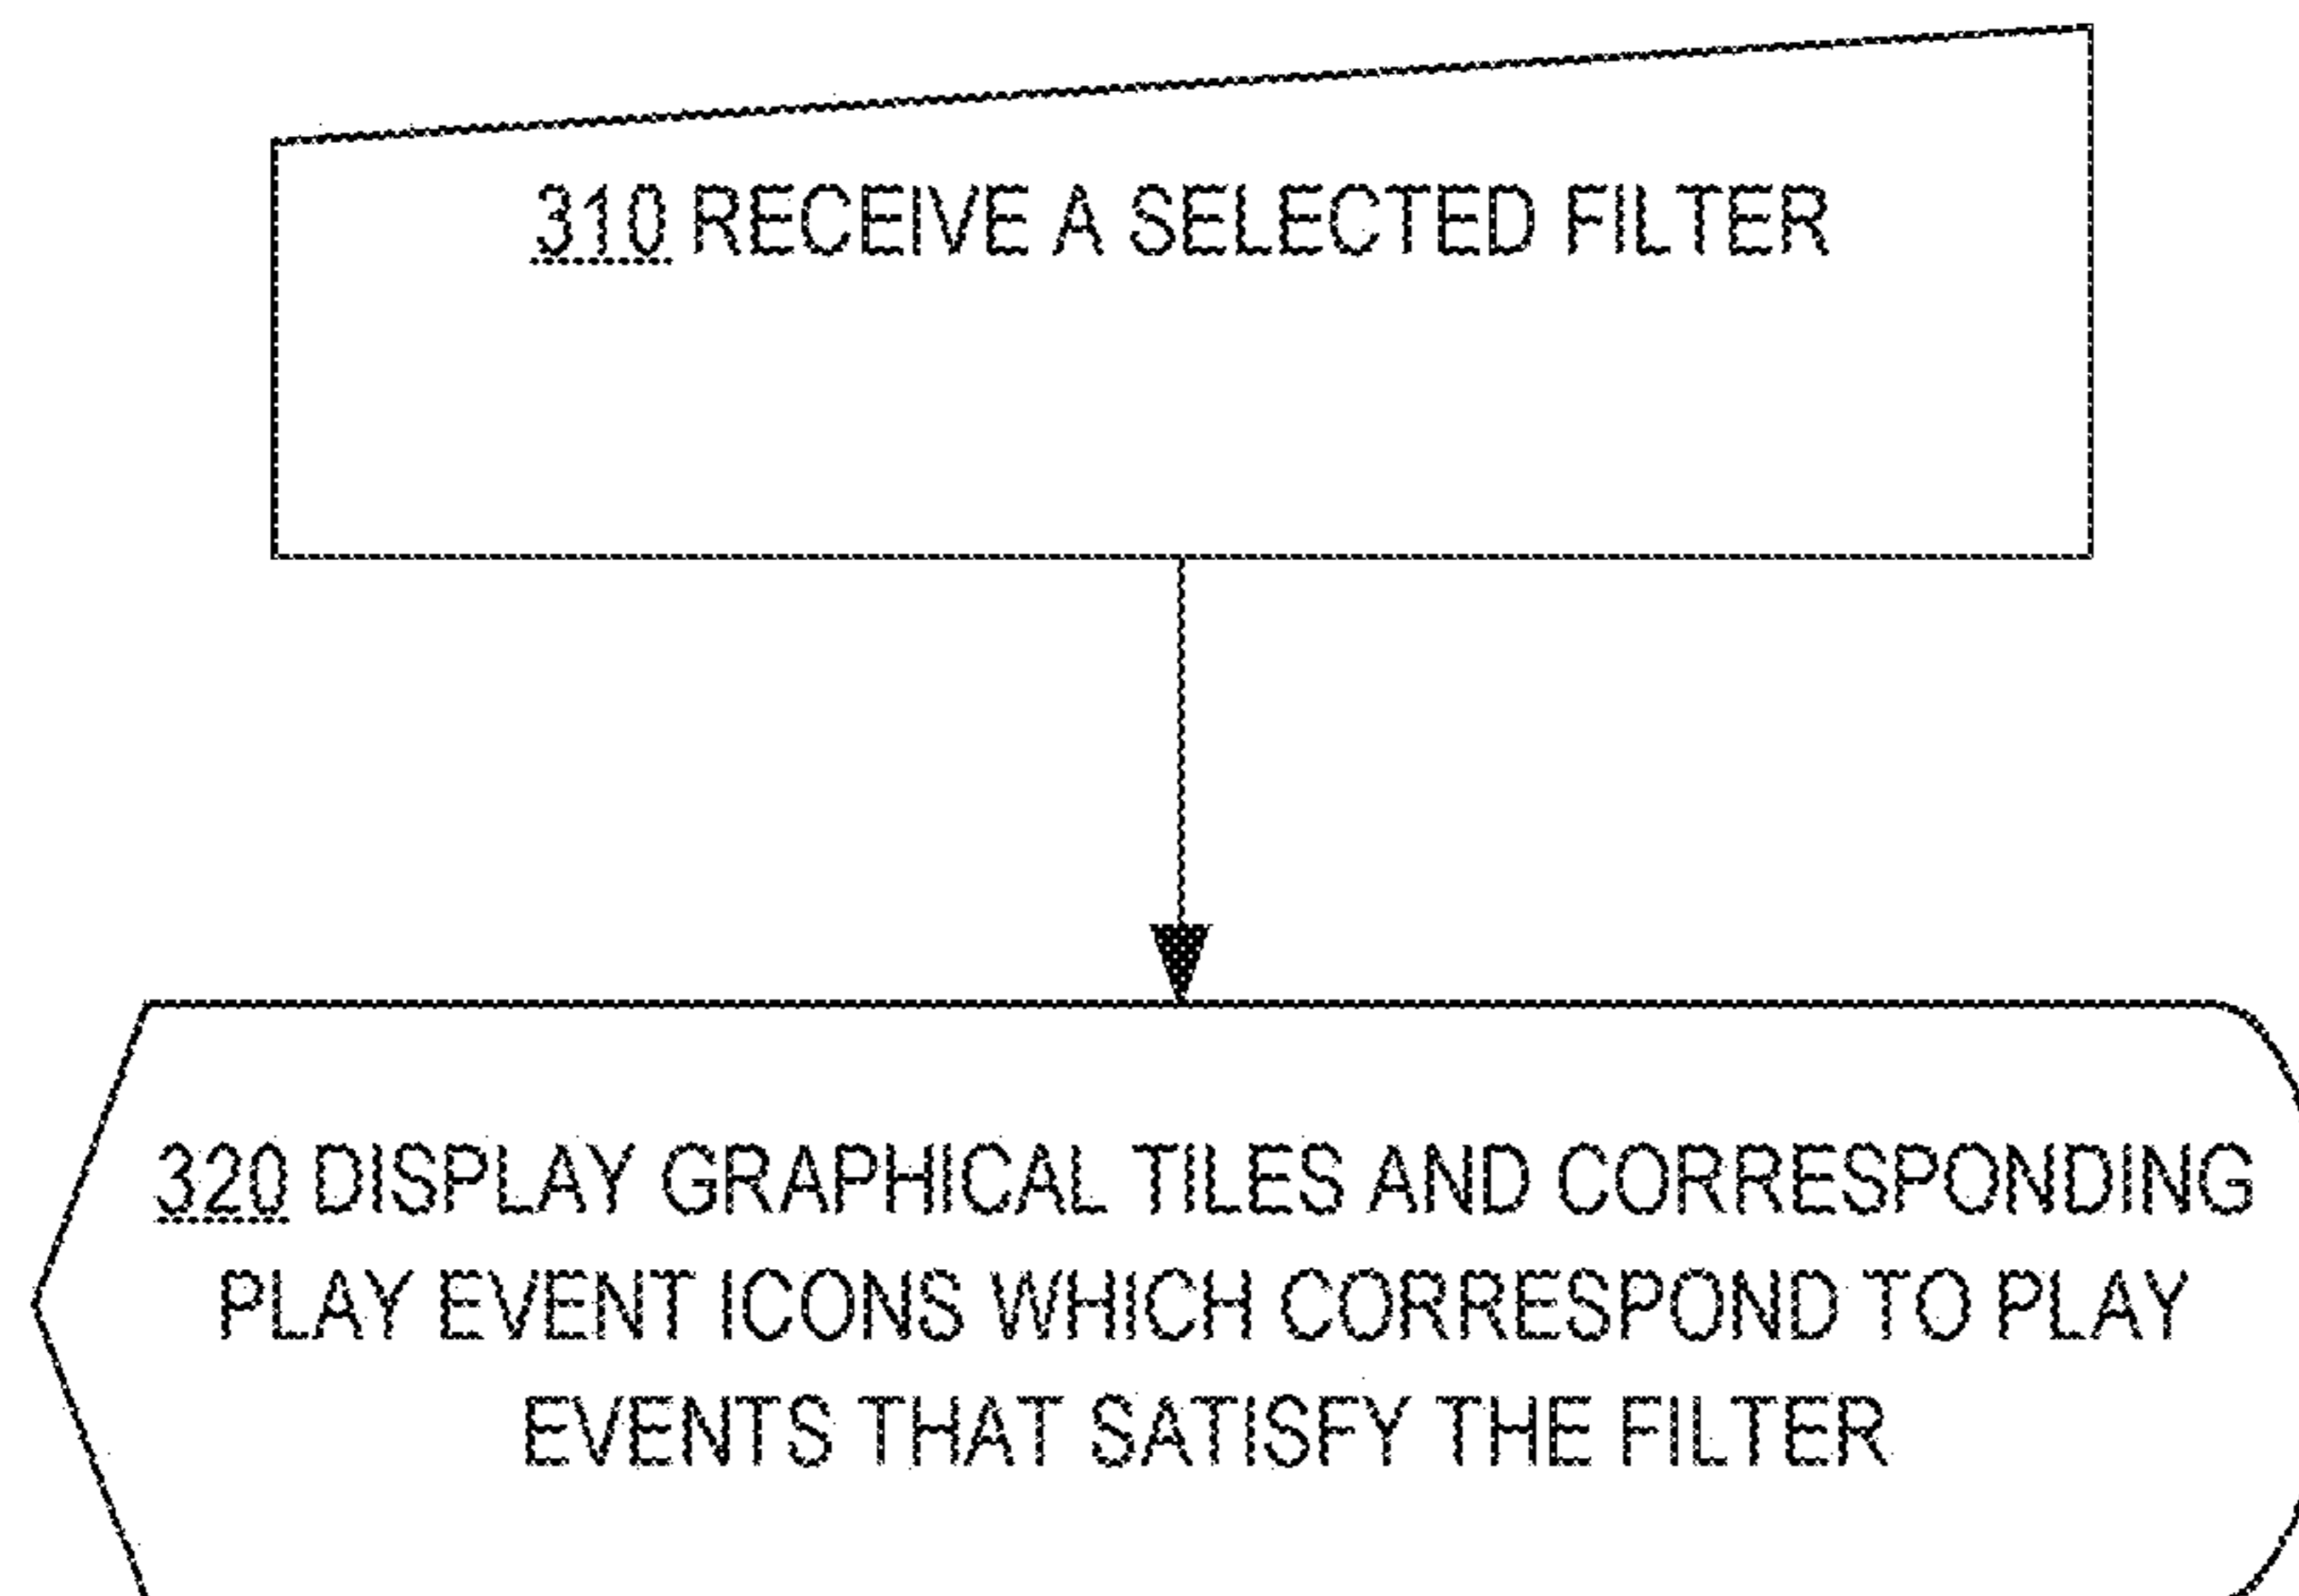 310 RECEIVE A SELECTED FILTER
320 DISPLAY GRAPHICAL TILES AND CORRESPONDING
PLAY EVENT ICONS WHICH CORRESPOND TO PLAY
EVENTS THAT SATISFY THE FILTER